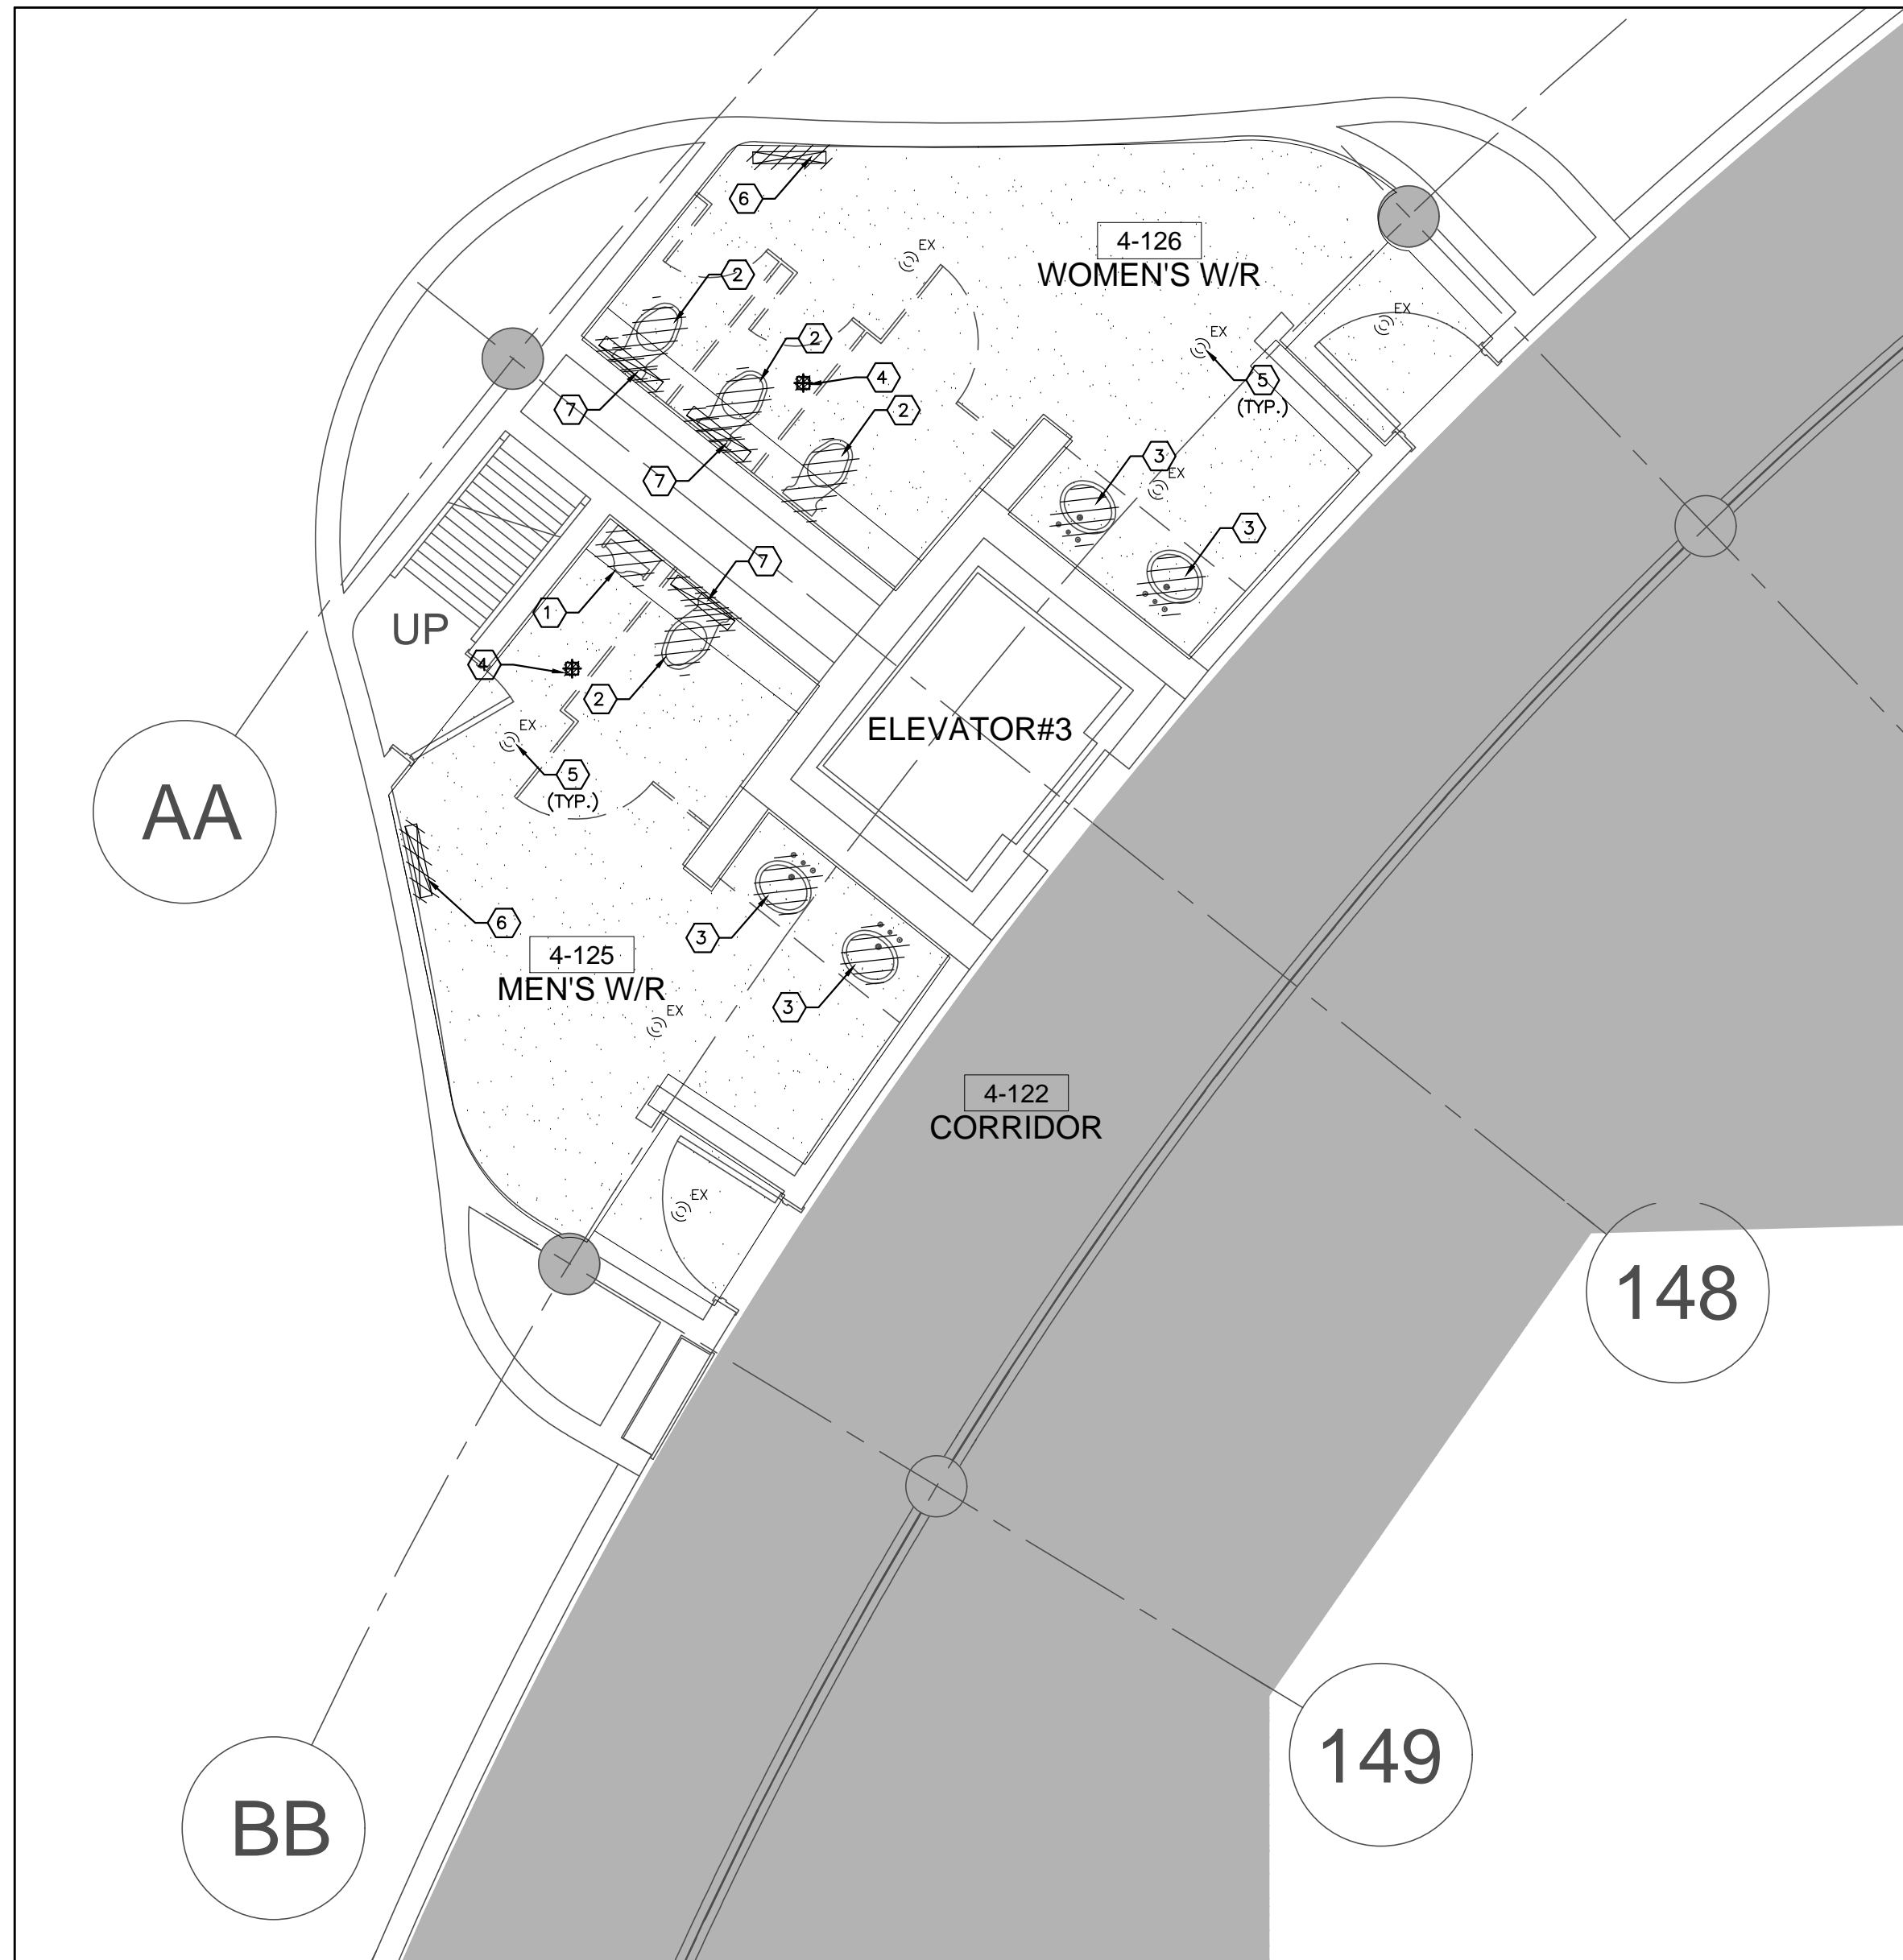 6
EX
4-126
WOMEN'S W/R
2
EX
EX
2
4
5
(TYP.)
7
2
3
EX
7
3
7
1
UP
4
2
ELEVATOR#3
EX
5
(TYP.)
AA
6
3
4-125
MEN'S W/R
3
EX
4-122
CORRIDOR
EX
148
149
BB